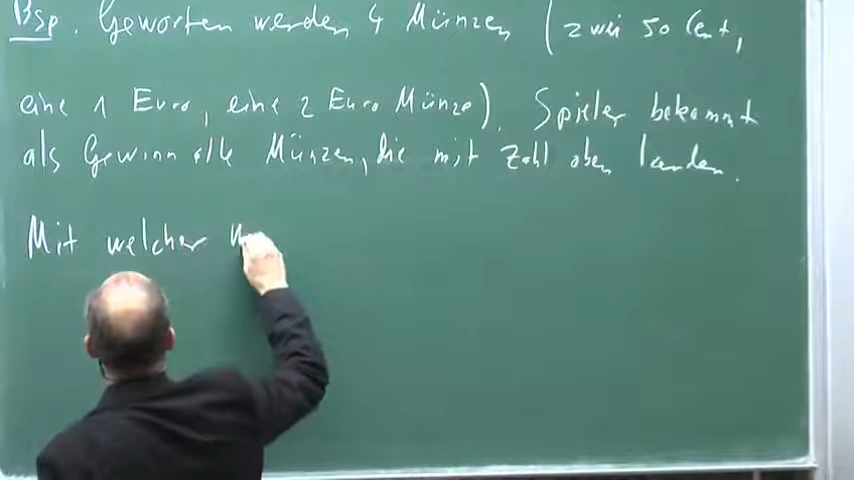 Bsp. Geworfen werden 4 Münzen (zwei 50 Cent,
eine 1 Euro, eine 2 Euro Münze). Spieler bekommt
als Gewinn alle Münzen, die mit Zahl oben landen.
Mit welcher